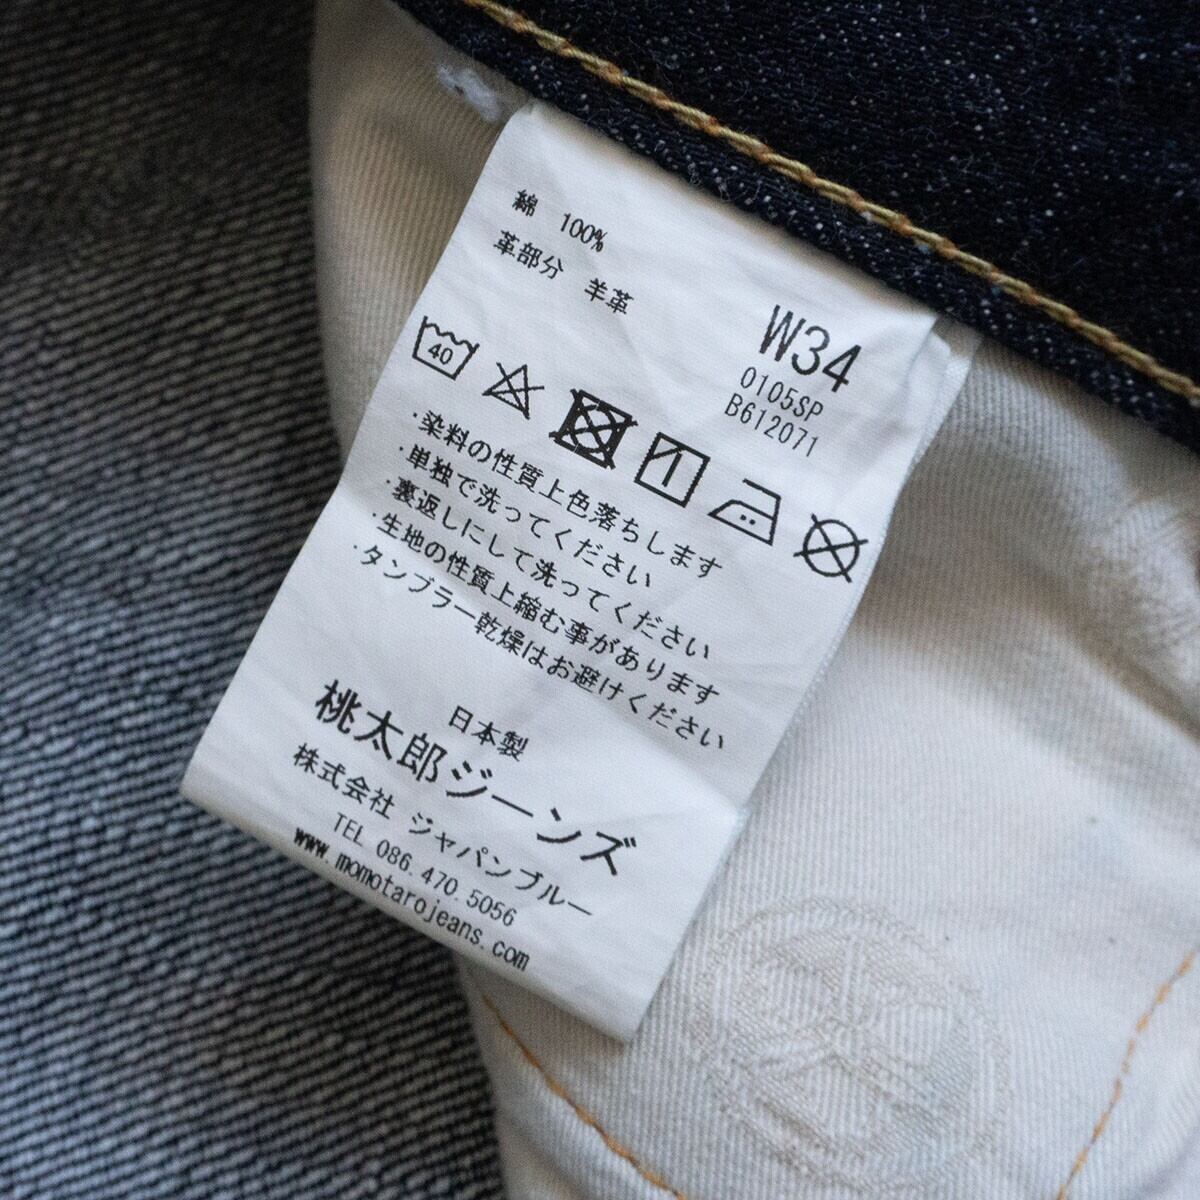 綿 100%
革部分 羊革
W34
0105SP
B612071
40
・染料の性質上色落ちします
・単独で洗ってください
・裏返しにして洗ってください
・生地の性質上縮む事があります
・タンブラー乾燥はお避けください
日本製
桃太郎ジーンズ
株式会社 ジャパンブルー
TEL 086.470.5056
www.momotarojeans.com